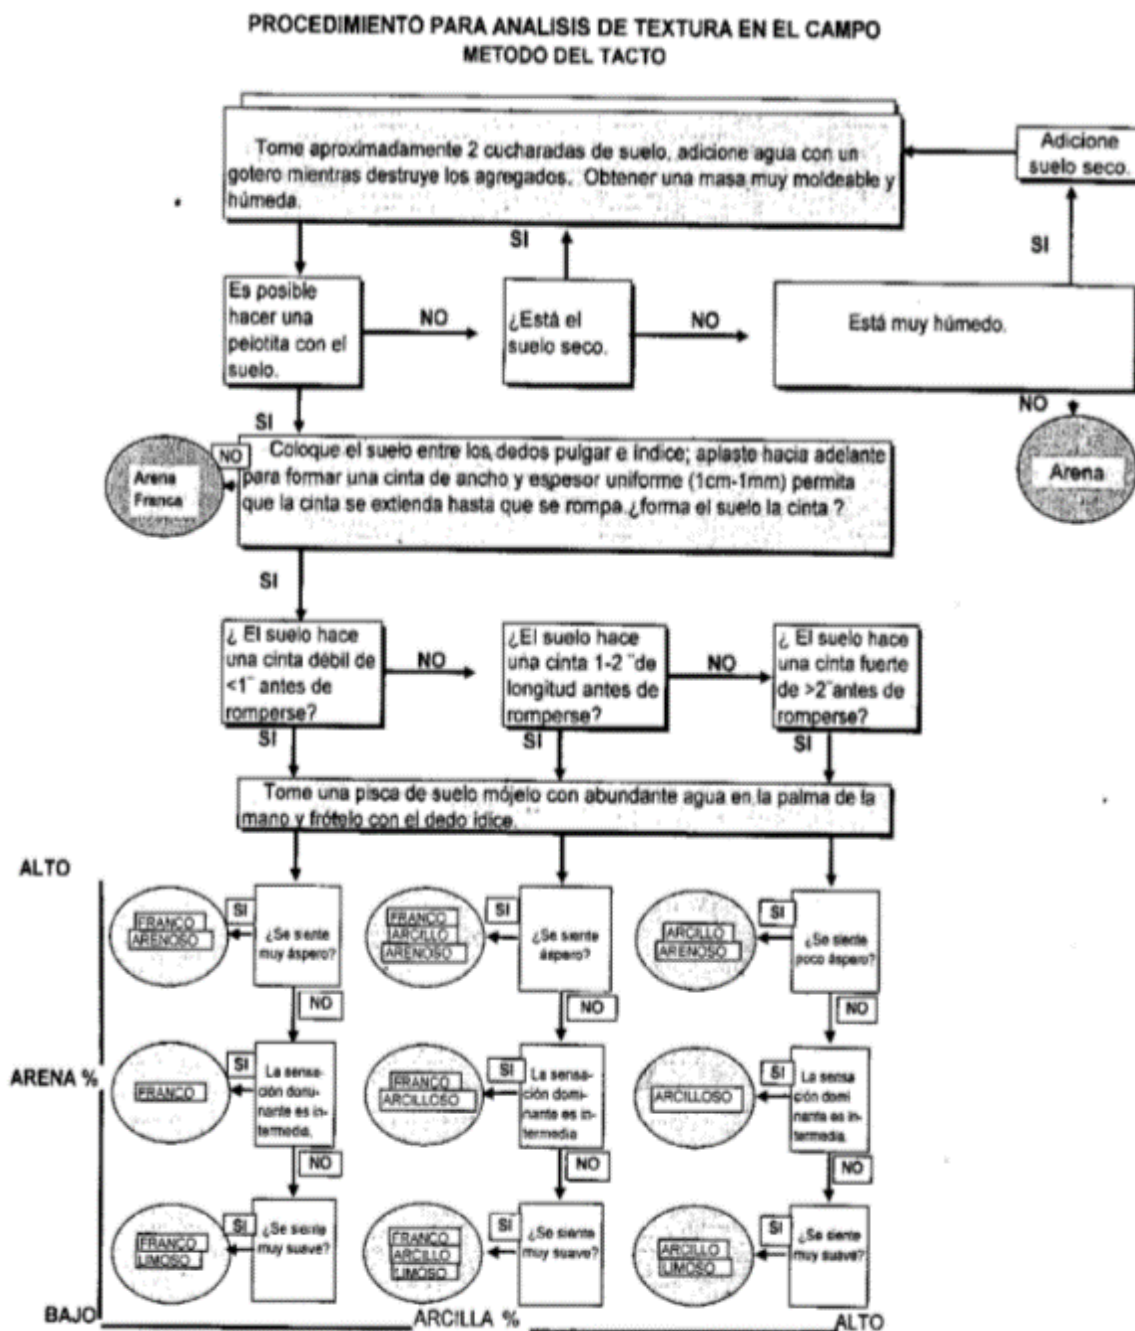 PROCEDIMIENTO PARA ANALISIS DE TEXTURA EN EL CAMPO
METODO DEL TACTO
Tome aproximadamente 2 cucharadas de suelo, adicione agua con un
gotero mientras destruye los agregados. Obtener una masa muy moldeable y
húmeda.
Adicione
suelo seco.
SI
SI
Es posible
hacer una
pelotita con el
suelo.
NO
¿Está el
suelo seco.
NO
Está muy húmedo.
SI
NO
Arena
Arena
Franca
NO
Coloque el suelo entre los dedos pulgar e índice; aplaste hacia adelante
para formar una cinta de ancho y espesor uniforme (1cm-1mm) permita
que la cinta se extienda hasta que se rompa.¿forma el suelo la cinta ?
SI
¿ El suelo hace
una cinta débil de
<1¨ antes de
romperse?
NO
¿El suelo hace
una cinta 1-2 ¨de
longitud antes de
romperse?
NO
¿ El suelo hace
una cinta fuerte
de >2¨antes de
romperse?
SI
SI
SI
Tome una pisca de suelo mójelo con abundante agua en la palma de la
mano y frótelo con el dedo ídice.
ALTO
FRANCO
ARENOSO
SI
¿Se siente
muy áspero?
FRANCO
ARCILLO
ARENOSO
SI
¿Se siente
áspero?
ARCILLO
ARENOSO
SI
¿Se siente
poco áspero?
NO
NO
NO
ARENA %
FRANCO
SI
La sensa-
ción domi-
nante es in-
termedia.
FRANCO
ARCILLOSO
SI
La sensa-
ción domi-
nante es in-
termedia
ARCILLOSO
SI
La sensa
ción domi
nante es in-
termedia.
NO
NO
NO
FRANCO
LIMOSO
SI
¿Se siente
muy suave?
FRANCO
ARCILLO
LIMOSO
SI
¿Se siente
muy suave?
ARCILLO
LIMOSO
SI
¿Se siente
muy suave?
BAJO
ARCILLA %
ALTO